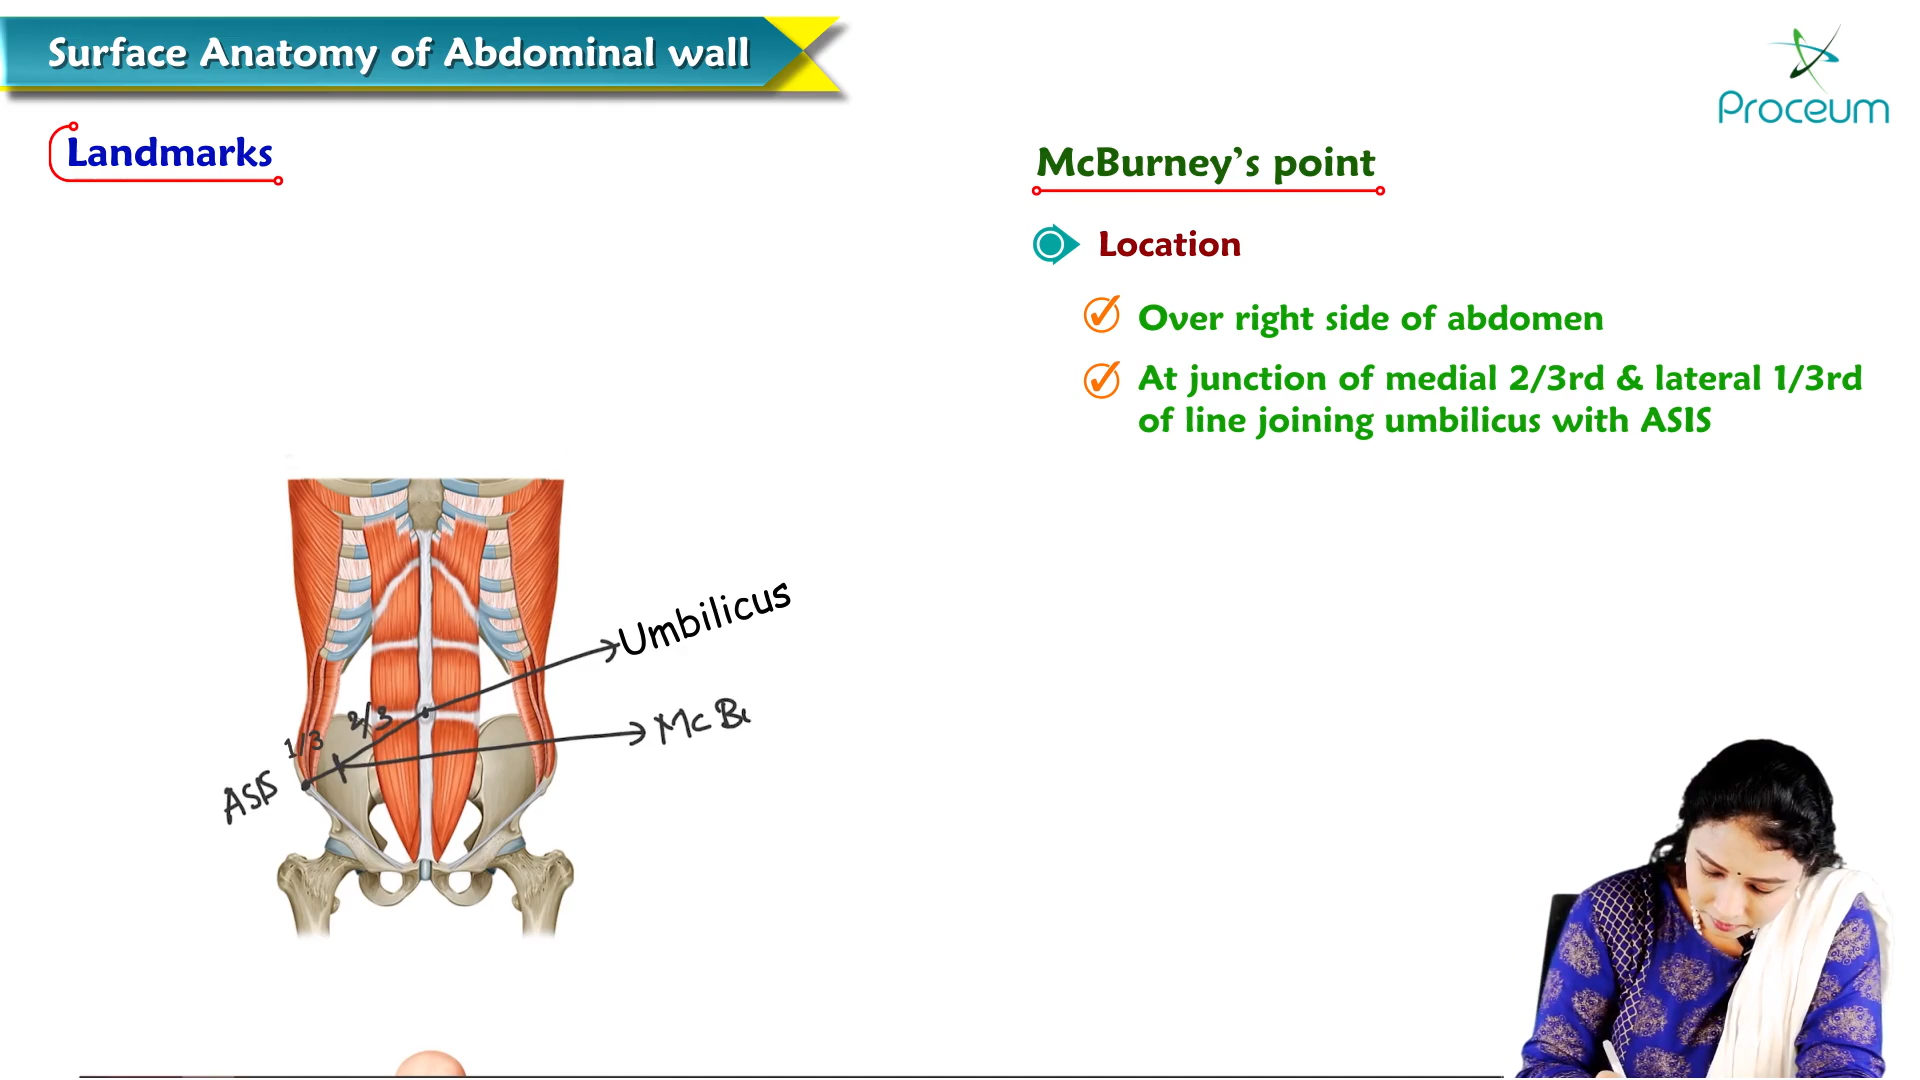 Surface Anatomy of Abdominal wall
Proceum
Landmarks
McBurney's point
Location
Over right side of abdomen
At junction of medial 2/3rd & lateral 1/3rd
of line joining umbilicus with ASIS
Umbilicus
McBu
2/3
1/3
ASIS